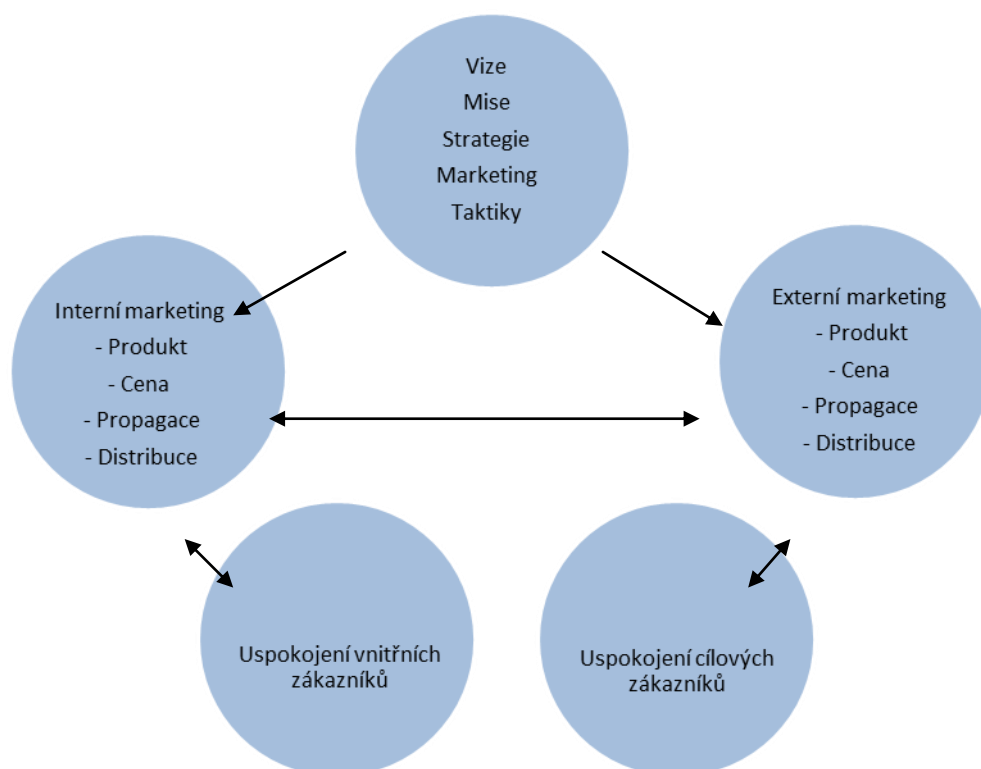 Vize
Mise
Strategie
Marketing
Taktiky
Interní marketing
- Produkt
- Cena
- Propagace
- Distribuce
Externí marketing
- Produkt
- Cena
- Propagace
- Distribuce
Uspokojení vnitřních
zákazníků
Uspokojení cílových
zákazníků